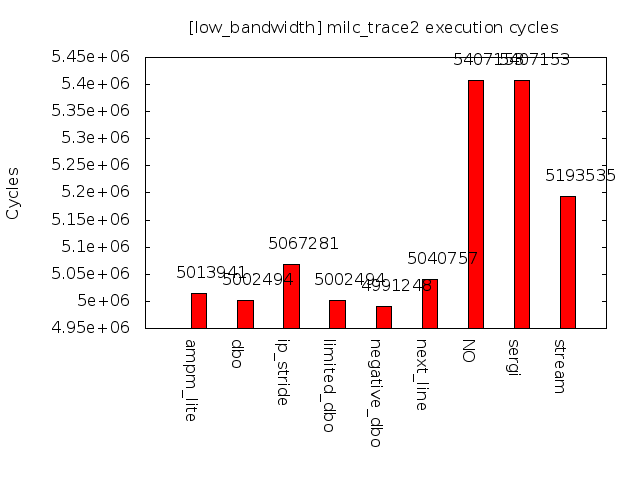 [low_bandwidth] milc_trace2 execution cycles
5.45e+06
5.4e+06
5.35e+06
5.3e+06
5.25e+06
5.2e+06
5.15e+06
5.1e+06
5.05e+06
5e+06
4.95e+06
Cycles
5013941
5002494
5067281
5002494
4991248
5040757
5407153
5407153
5193535
ampm_lite
dbo
ip_stride
limited_dbo
negative_dbo
next_line
NO
sergi
stream